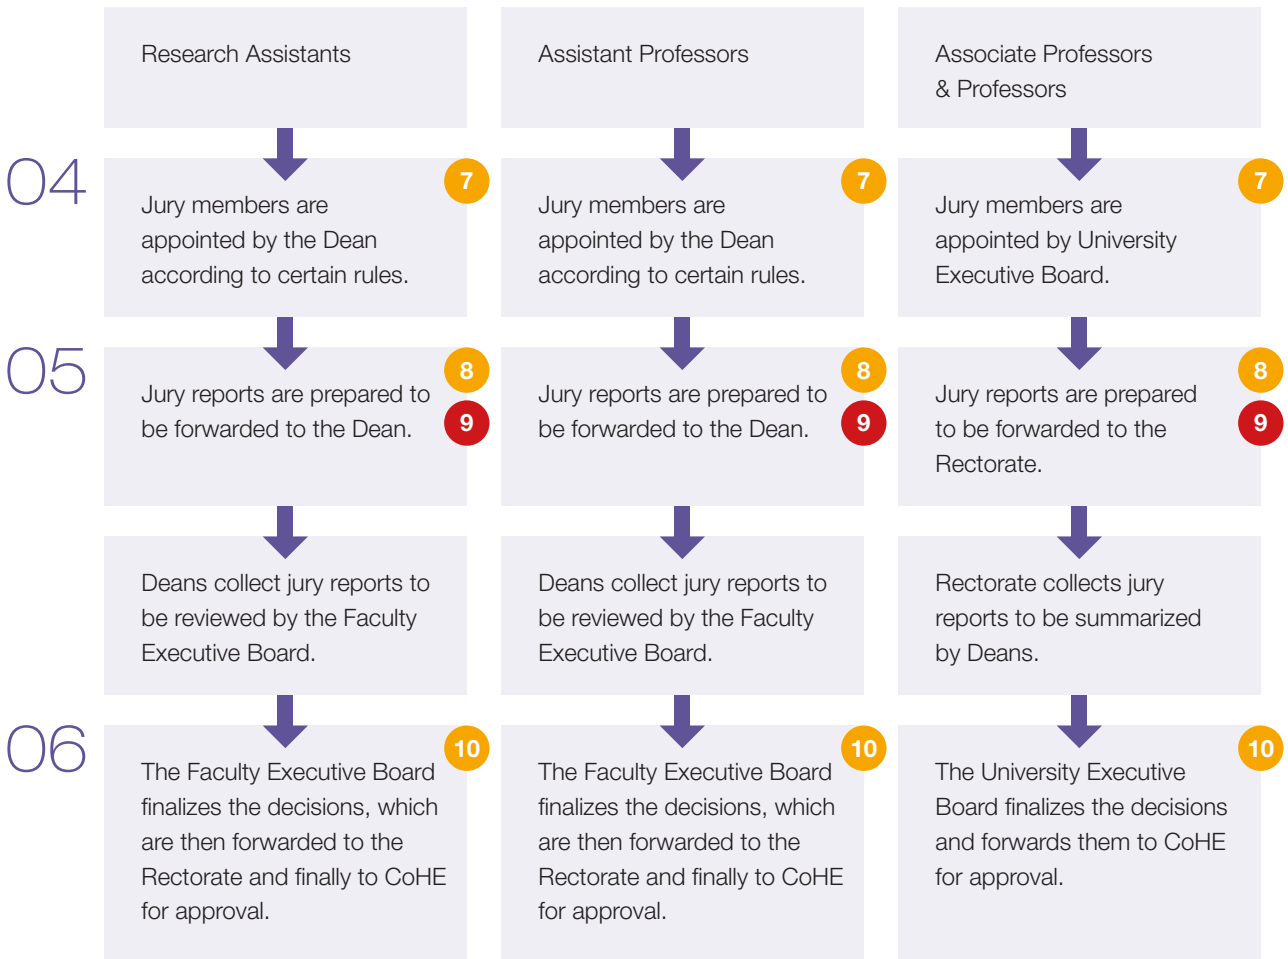 Research Assistants
Assistant Professors
Associate Professors
& Professors
04
7
Jury members are
appointed by the Dean
according to certain rules.
7
Jury members are
appointed by the Dean
according to certain rules.
7
Jury members are
appointed by University
Executive Board.
05
8
9
Jury reports are prepared to
be forwarded to the Dean.
8
9
Jury reports are prepared to
be forwarded to the Dean.
8
9
Jury reports are prepared
to be forwarded to the
Rectorate.
Deans collect jury reports to
be reviewed by the Faculty
Executive Board.
Deans collect jury reports to
be reviewed by the Faculty
Executive Board.
Rectorate collects jury
reports to be summarized
by Deans.
06
10
The Faculty Executive Board
finalizes the decisions, which
are then forwarded to the
Rectorate and finally to CoHE
for approval.
10
The Faculty Executive Board
finalizes the decisions, which
are then forwarded to the
Rectorate and finally to CoHE
for approval.
10
The University Executive
Board finalizes the decisions
and forwards them to CoHE
for approval.